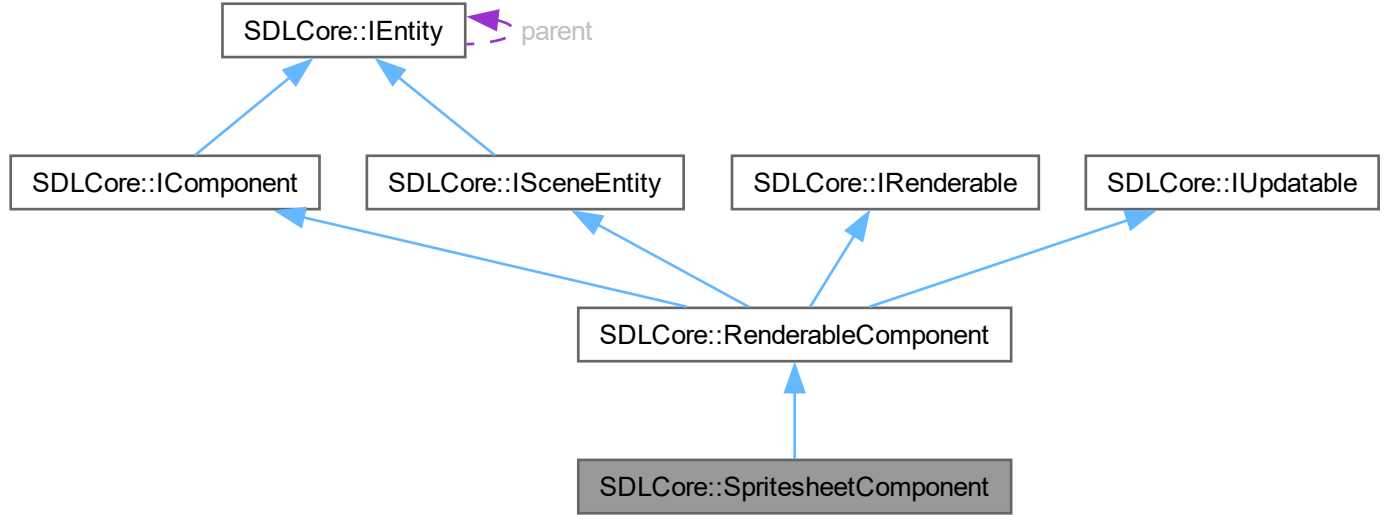 SDLCore::IEntity
parent
SDLCore::IComponent
SDLCore::ISceneEntity
SDLCore::IRenderable
SDLCore::IUpdatable
SDLCore::RenderableComponent
SDLCore::SpritesheetComponent